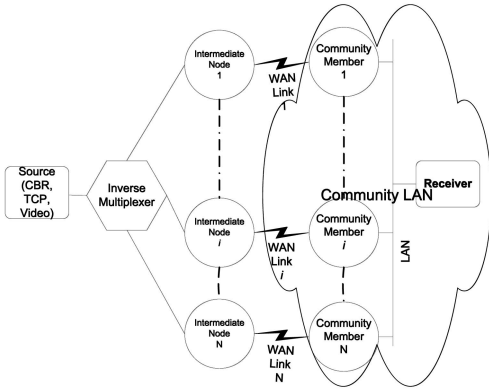 Source
(CBR,
TCP,
Video)
Inverse
Multiplexer
Intermediate
Node
1
WAN
Link
1
Community
Member
1
Intermediate
Node
i
WAN
Link
i
Community
Member
i
Intermediate
Node
N
WAN
Link
N
Community
Member
N
Community LAN
LAN
Receiver